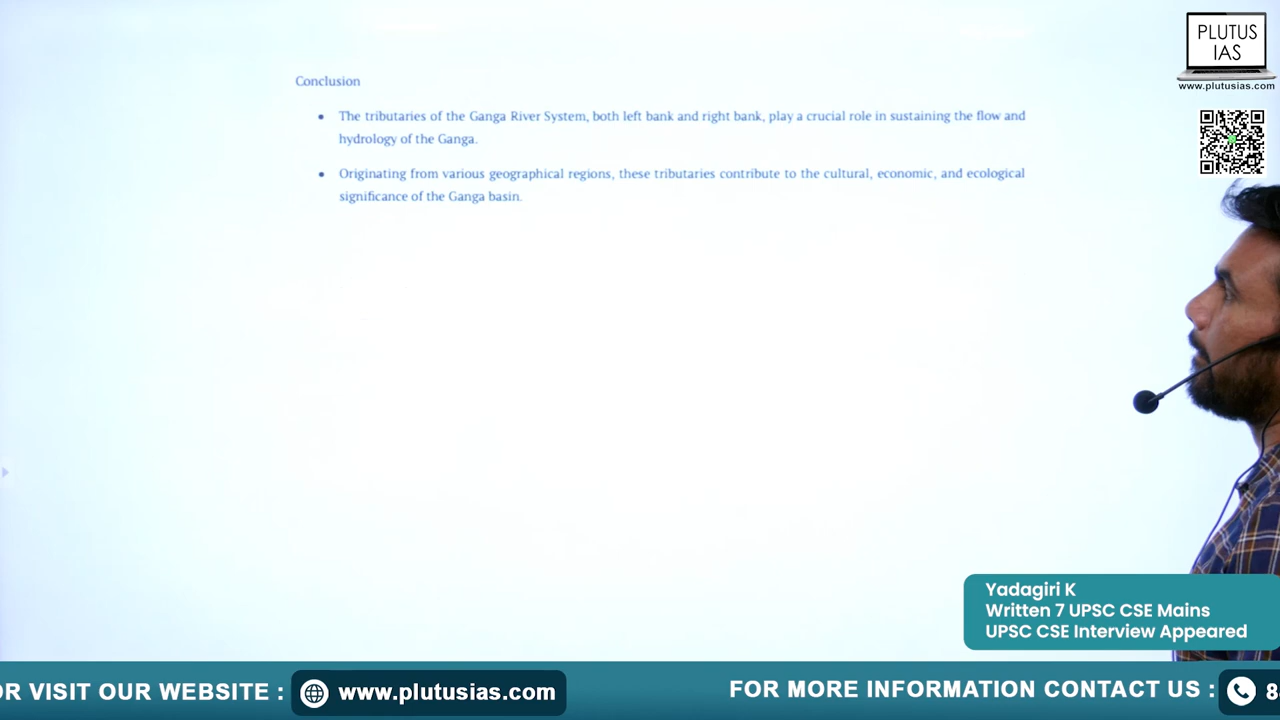 PLUTUS
IAS
www.plutusias.com
Conclusion
• The tributaries of the Ganga River System, both left bank and right bank, play a crucial role in sustaining the flow and
hydrology of the Ganga.
• Originating from various geographical regions, these tributaries contribute to the cultural, economic, and ecological
significance of the Ganga basin.
Yadagiri K
Written 7 UPSC CSE Mains
UPSC CSE Interview Appeared
OR VISIT OUR WEBSITE : www.plutusias.com
FOR MORE INFORMATION CONTACT US : 8